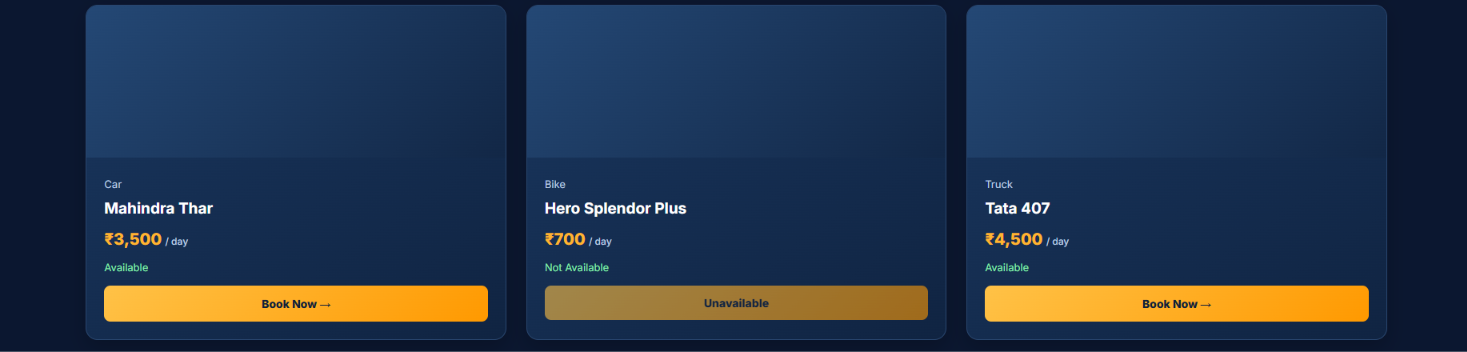 Car
Mahindra Thar
₹3,500 / day
Available
Book Now →
Bike
Hero Splendor Plus
₹700 / day
Not Available
Unavailable
Truck
Tata 407
₹4,500 / day
Available
Book Now →